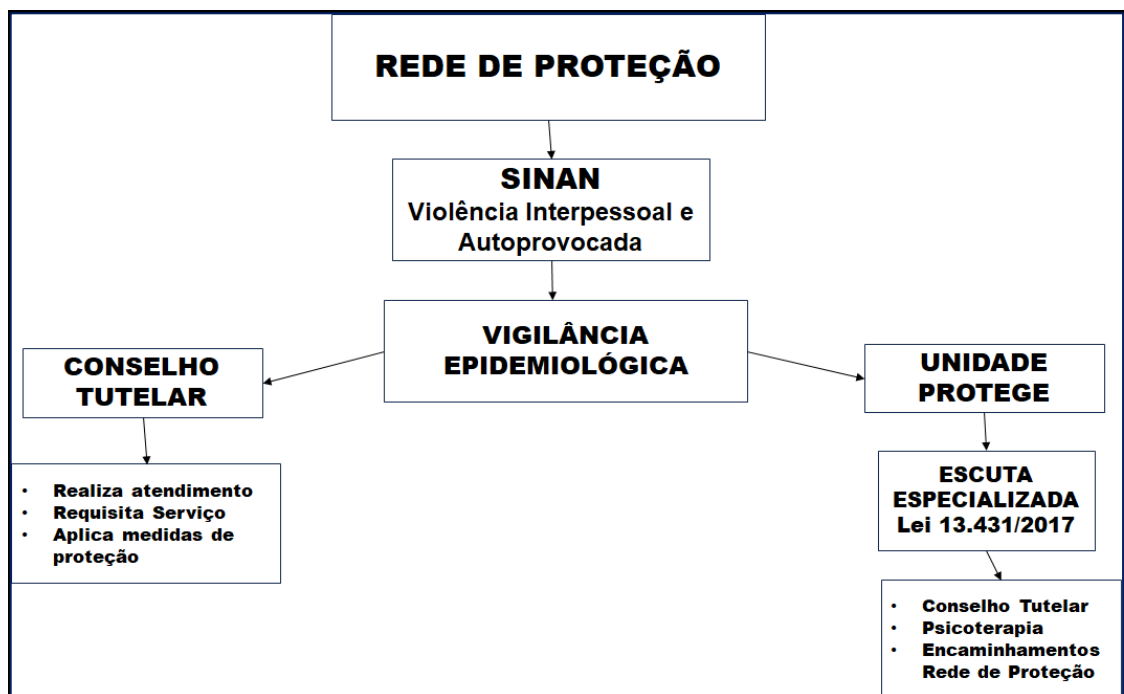 REDE DE PROTEÇÃO
SINAN
Violência Interpessoal e
Autoprovocada
VIGILÂNCIA
EPIDEMIOLÓGICA
CONSELHO
TUTELAR
• Realiza atendimento
• Requisita Serviço
• Aplica medidas de
proteção
UNIDADE
PROTEGE
ESCUTA
ESPECIALIZADA
Lei 13.431/2017
• Conselho Tutelar
• Psicoterapia
• Encaminhamentos
Rede de Proteção